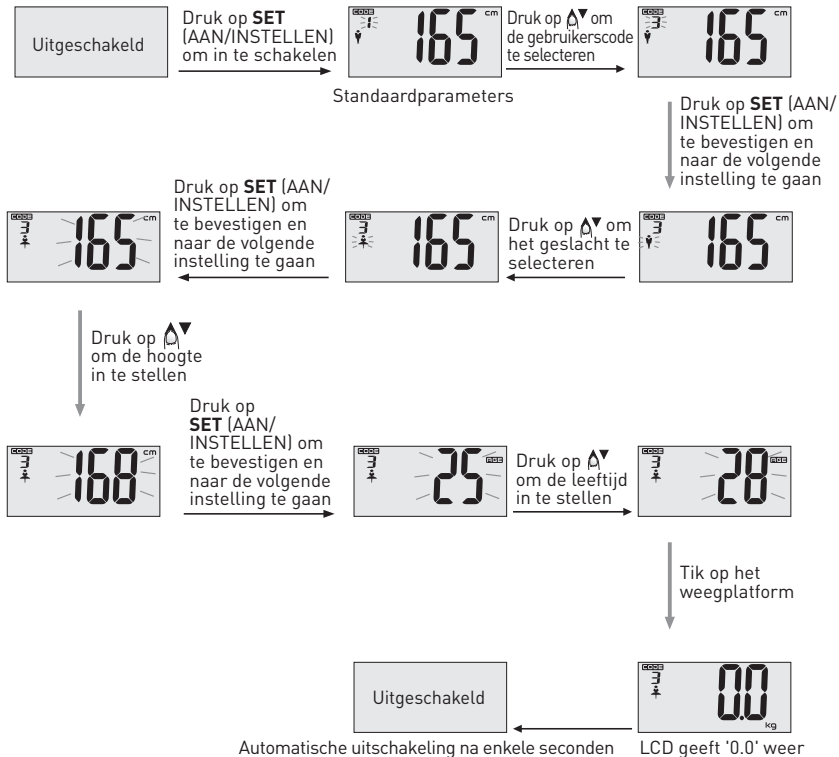 Uitgeschakeld
Druk op SET
(AAN/INSTELLEN)
om in te schakelen
CODE
1
165
cm
Standaardparameters
Druk op ▲▼ om
de gebruikerscode
te selecteren
CODE
3
165
cm
Druk op SET (AAN/
INSTELLEN) om
te bevestigen en
naar de volgende
instelling te gaan
CODE
3
165
cm
Druk op ▲▼ om
het geslacht te
selecteren
CODE
3
165
cm
Druk op SET (AAN/
INSTELLEN) om
te bevestigen en
naar de volgende
instelling te gaan
CODE
3
165
cm
Druk op ▲▼
om de hoogte
in te stellen
CODE
3
168
cm
Druk op
SET (AAN/
INSTELLEN) om
te bevestigen en
naar de volgende
instelling te gaan
CODE
3
25
AGE
Druk op ▲▼
om de leeftijd
in te stellen
CODE
3
28
AGE
Tik op het
weegplatform
CODE
3
0.0
kg
LCD geeft '0.0' weer
Uitgeschakeld
Automatische uitschakeling na enkele seconden